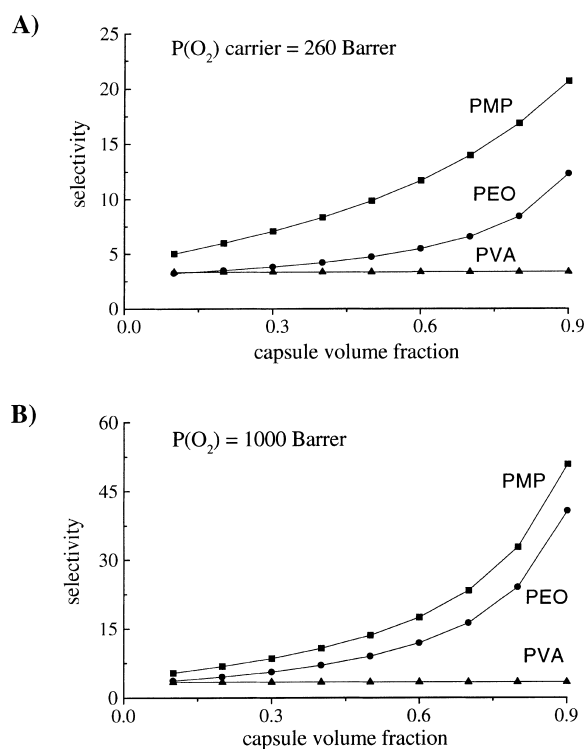 A)
P(O₂) carrier = 260 Barrer
25
20
15
10
5
0
selectivity
PMP
PEO
PVA
0.0 0.3 0.6 0.9
capsule volume fraction
B)
P(O₂) = 1000 Barrer
60
45
30
15
0
selectivity
PMP
PEO
PVA
0.0 0.3 0.6 0.9
capsule volume fraction